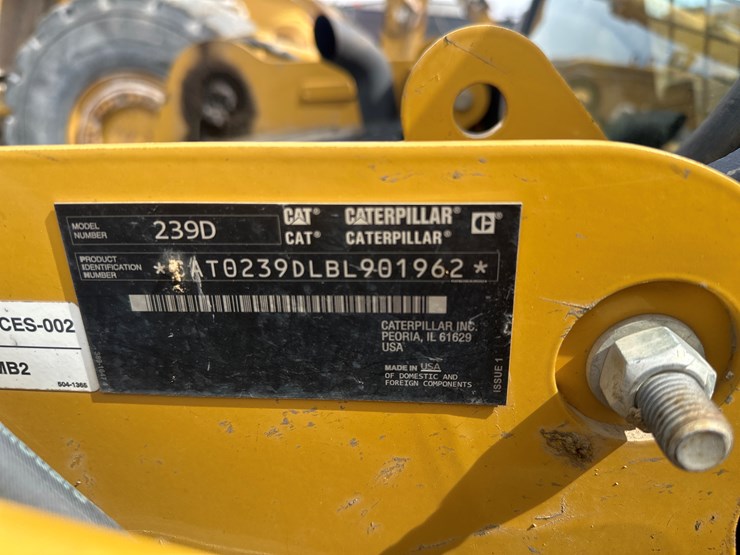 MODEL NUMBER 239D
CAT® CATERPILLAR®
CAT® CATERPILLAR®
PRODUCT IDENTIFICATION NUMBER *CAT0239DLBL901962*
CATERPILLAR INC.
PEORIA, IL 61629
USA
MADE IN USA
OF DOMESTIC AND
FOREIGN COMPONENTS
ISSUE 1
CES-002
MB2
504-1366